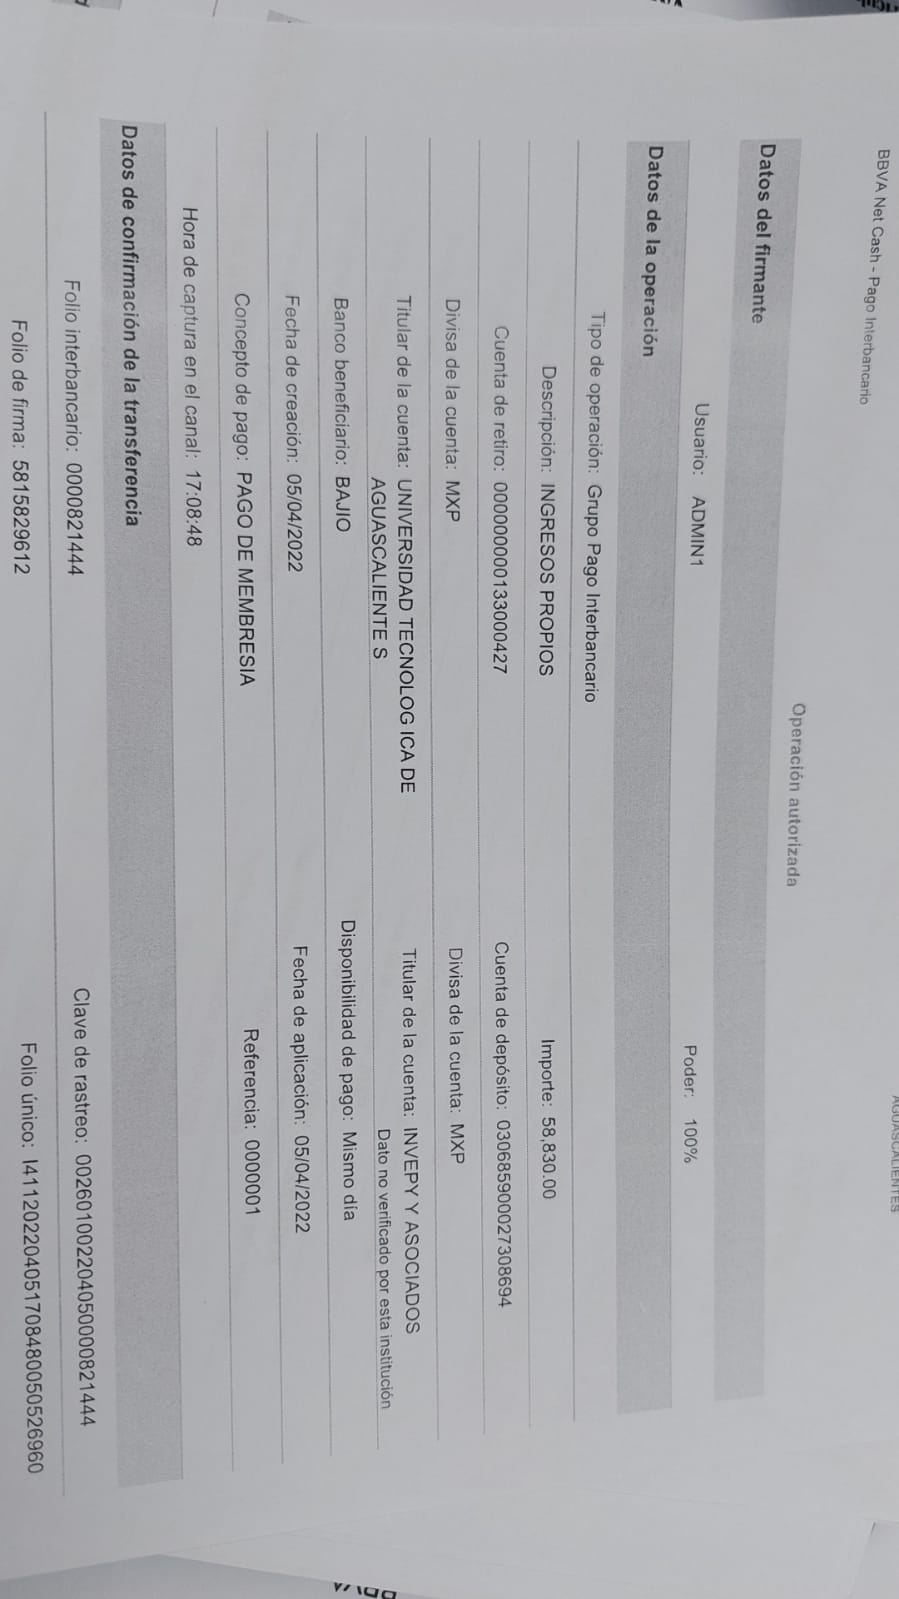 BBVA Net Cash - Pago Interbancario
AGUASCALIENTES
Operación autorizada
Datos del firmante
Usuario: ADMIN1 Poder: 100%
Datos de la operación
Tipo de operación: Grupo Pago Interbancario
Descripción: INGRESOS PROPIOS Importe: 58,830.00
Cuenta de retiro: 000000000133000427 Cuenta de depósito: 030685900027308694
Divisa de la cuenta: MXP Divisa de la cuenta: MXP
Titular de la cuenta: UNIVERSIDAD TECNOLOG ICA DE Titular de la cuenta: INVEPY Y ASOCIADOS
AGUASCALIENTE S Dato no verificado por esta institución
Banco beneficiario: BAJIO Disponibilidad de pago: Mismo día
Fecha de creación: 05/04/2022 Fecha de aplicación: 05/04/2022
Concepto de pago: PAGO DE MEMBRESIA Referencia: 0000001
Hora de captura en el canal: 17:08:48
Datos de confirmación de la transferencia
Folio interbancario: 0000821444 Clave de rastreo: 002601002204050000821444
Folio de firma: 5815829612 Folio único: I411202204051708480050526960